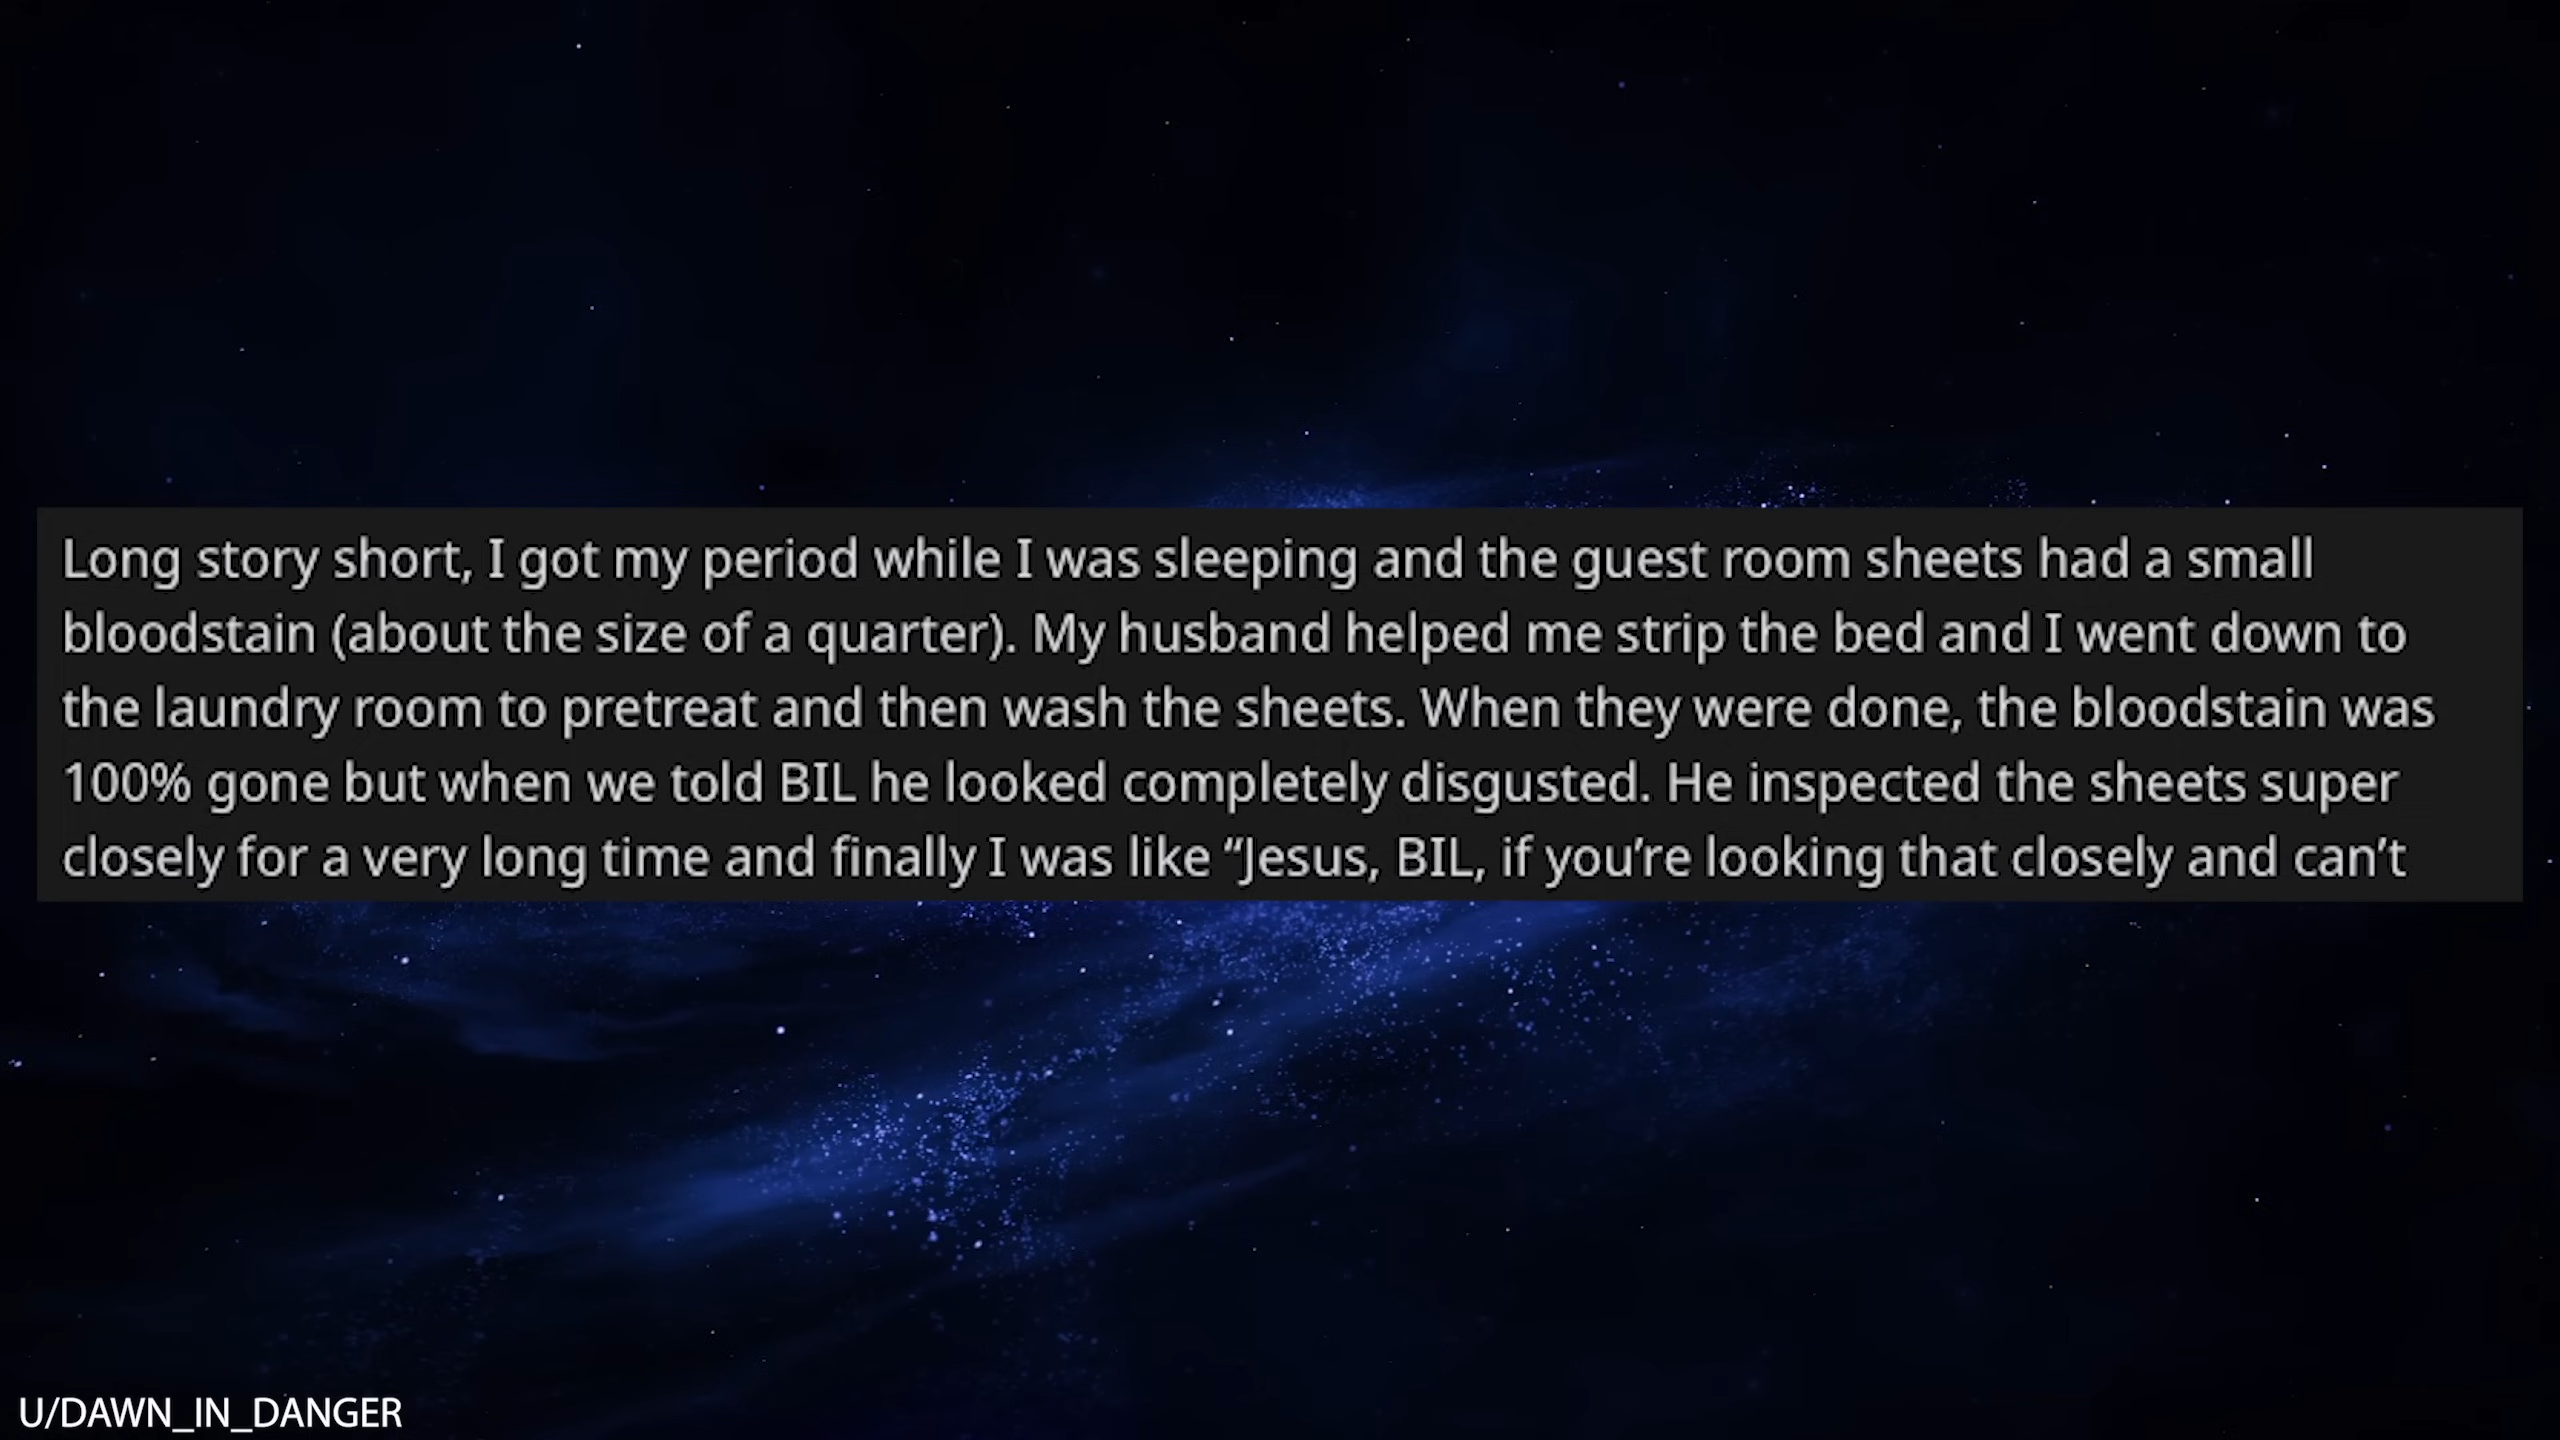 Long story short, I got my period while I was sleeping and the guest room sheets had a small
bloodstain (about the size of a quarter). My husband helped me strip the bed and I went down to
the laundry room to pretreat and then wash the sheets. When they were done, the bloodstain was
100% gone but when we told BIL he looked completely disgusted. He inspected the sheets super
closely for a very long time and finally I was like “Jesus, BIL, if you’re looking that closely and can’t
U/DAWN_IN_DANGER